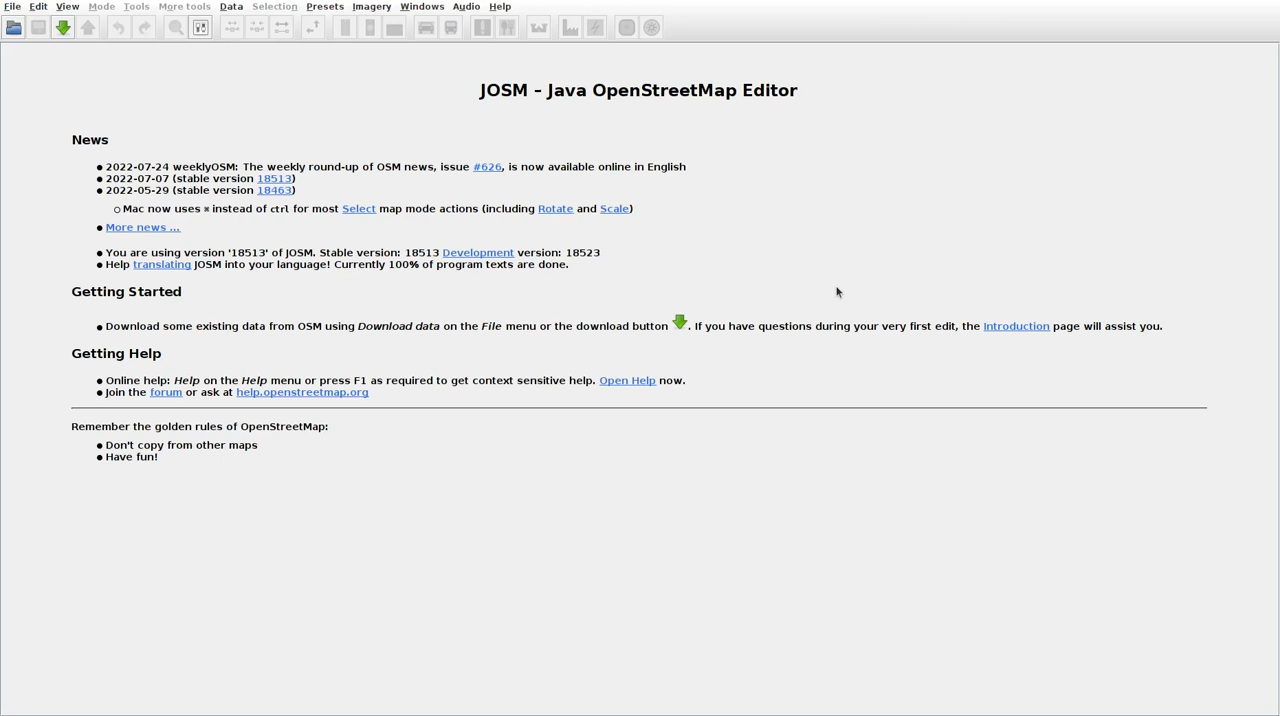 File Edit View Mode Tools More tools Data Selection Presets Imagery Windows Audio Help
JOSM – Java OpenStreetMap Editor
News
2022-07-24 weeklyOSM: The weekly round-up of OSM news, issue #626, is now available online in English
2022-07-07 (stable version 18513)
2022-05-29 (stable version 18463)
Mac now uses ⌘ instead of ctrl for most Select map mode actions (including Rotate and Scale)
More news ...
You are using version '18513' of JOSM. Stable version: 18513 Development version: 18523
Help translating JOSM into your language! Currently 100% of program texts are done.
Getting Started
Download some existing data from OSM using Download data on the File menu or the download button . If you have questions during your very first edit, the Introduction page will assist you.
Getting Help
Online help: Help on the Help menu or press F1 as required to get context sensitive help. Open Help now.
Join the forum or ask at help.openstreetmap.org
Remember the golden rules of OpenStreetMap:
Don't copy from other maps
Have fun!